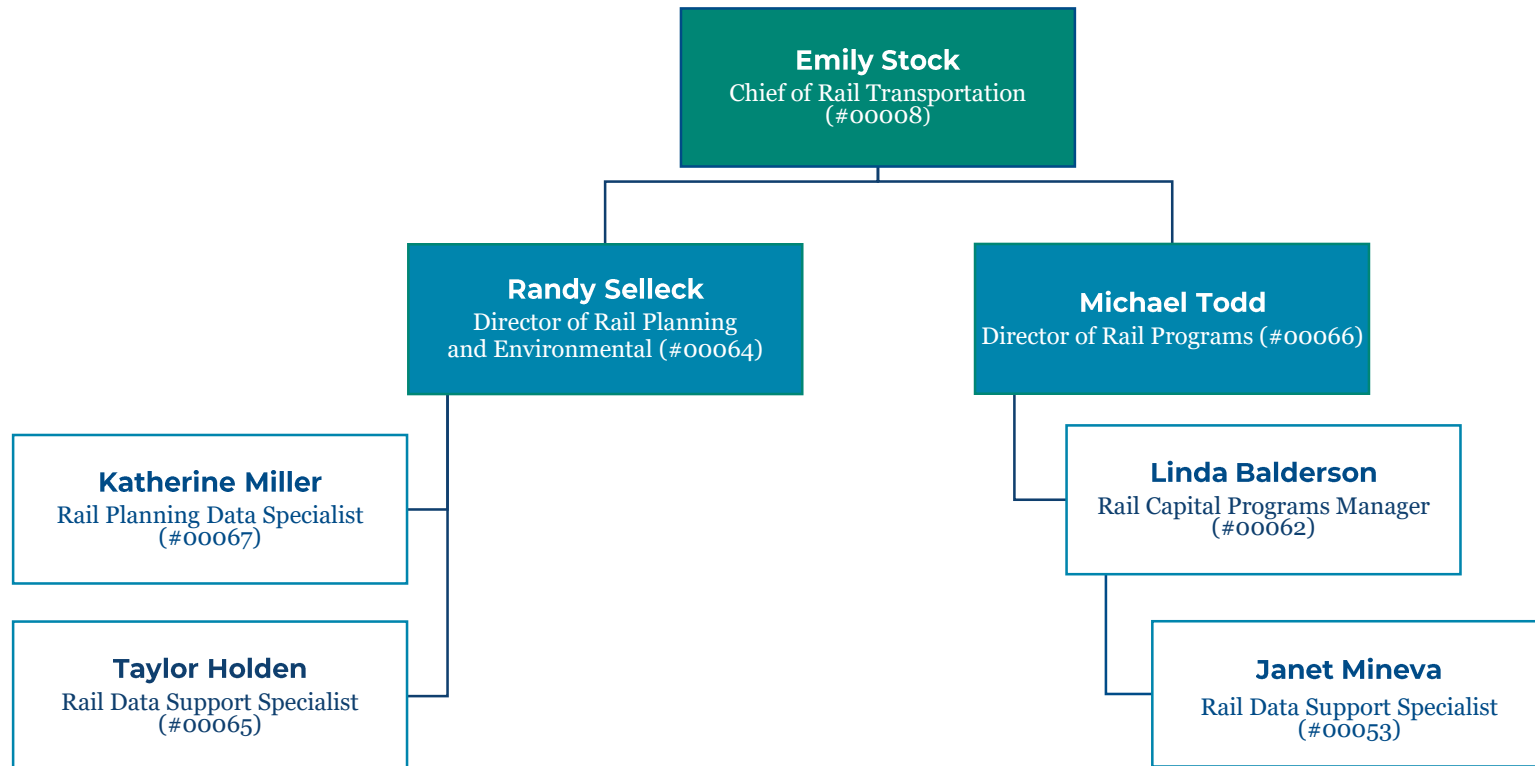 Emily Stock
Chief of Rail Transportation
(#00008)
Randy Selleck
Director of Rail Planning
and Environmental (#00064)
Michael Todd
Director of Rail Programs (#00066)
Katherine Miller
Rail Planning Data Specialist
(#00067)
Linda Balderson
Rail Capital Programs Manager
(#00062)
Taylor Holden
Rail Data Support Specialist
(#00065)
Janet Mineva
Rail Data Support Specialist
(#00053)